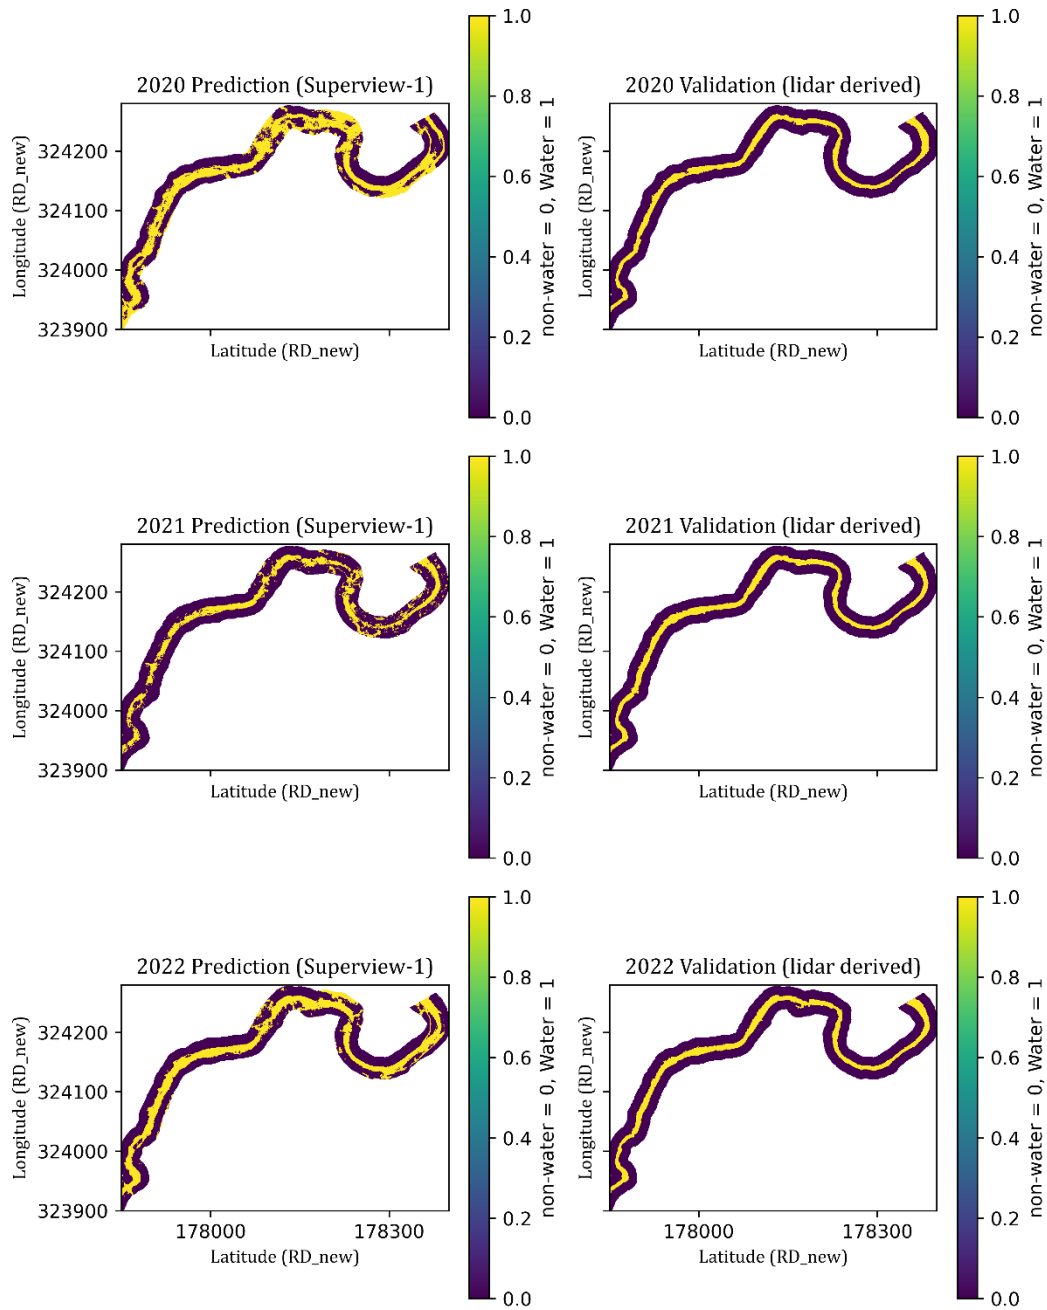 2020 Prediction (Superview-1)
324200
324100
324000
323900
Longitude (RD_new)
Latitude (RD_new)
1.0
0.8
0.6
0.4
0.2
0.0
non-water = 0, Water = 1
2020 Validation (lidar derived)
Longitude (RD_new)
Latitude (RD_new)
1.0
0.8
0.6
0.4
0.2
0.0
non-water = 0, Water = 1
2021 Prediction (Superview-1)
324200
324100
324000
323900
Longitude (RD_new)
Latitude (RD_new)
1.0
0.8
0.6
0.4
0.2
0.0
non-water = 0, Water = 1
2021 Validation (lidar derived)
Longitude (RD_new)
Latitude (RD_new)
1.0
0.8
0.6
0.4
0.2
0.0
non-water = 0, Water = 1
2022 Prediction (Superview-1)
324200
324100
324000
323900
Longitude (RD_new)
178000 178300
Latitude (RD_new)
1.0
0.8
0.6
0.4
0.2
0.0
non-water = 0, Water = 1
2022 Validation (lidar derived)
Longitude (RD_new)
178000 178300
Latitude (RD_new)
1.0
0.8
0.6
0.4
0.2
0.0
non-water = 0, Water = 1